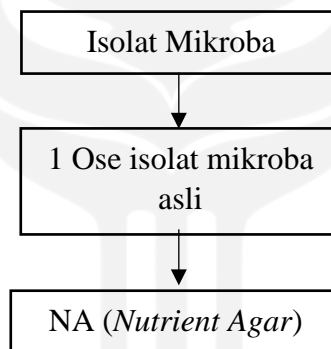 Isolat Mikroba
1 Ose isolat mikroba
asli
NA (Nutrient Agar)